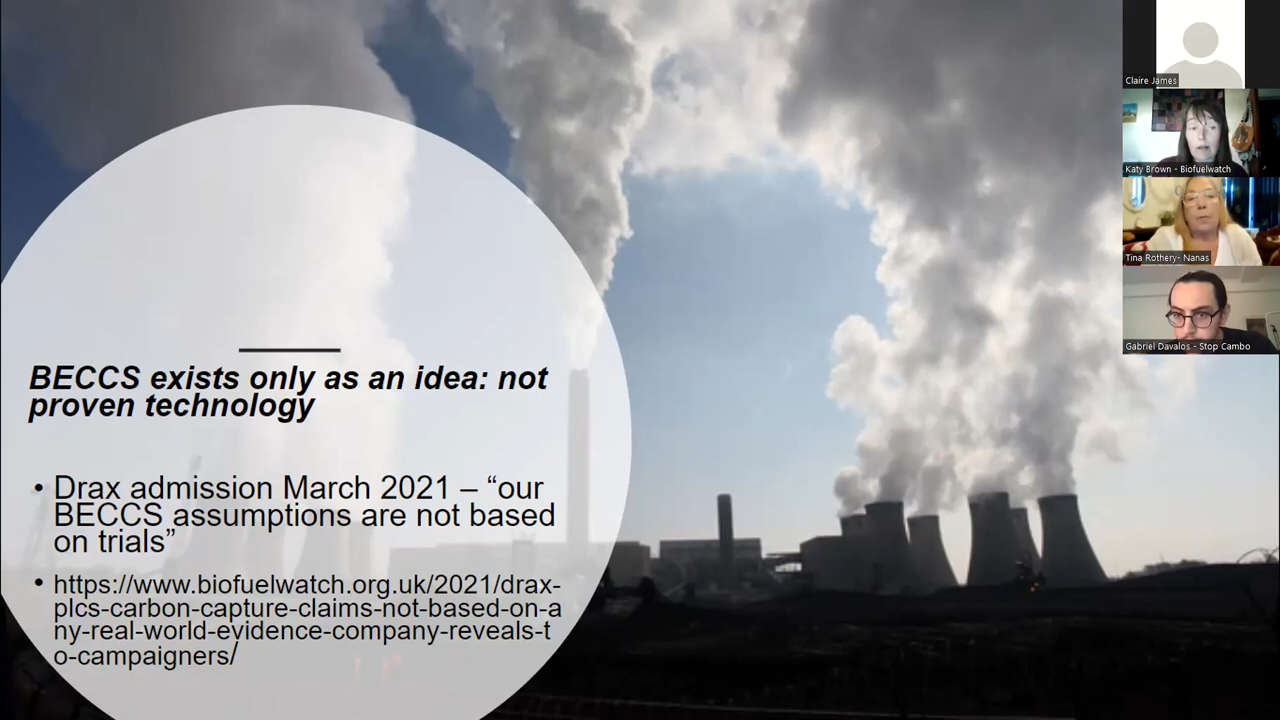 BECCS exists only as an idea: not
proven technology
• Drax admission March 2021 – “our
BECCS assumptions are not based
on trials”
• https://www.biofuelwatch.org.uk/2021/drax-
plcs-carbon-capture-claims-not-based-on-a
ny-real-world-evidence-company-reveals-t
o-campaigners/
Claire James
Katy Brown - Biofuelwatch
Tina Rothery- Nanas
Gabriel Davalos - Stop Cambo